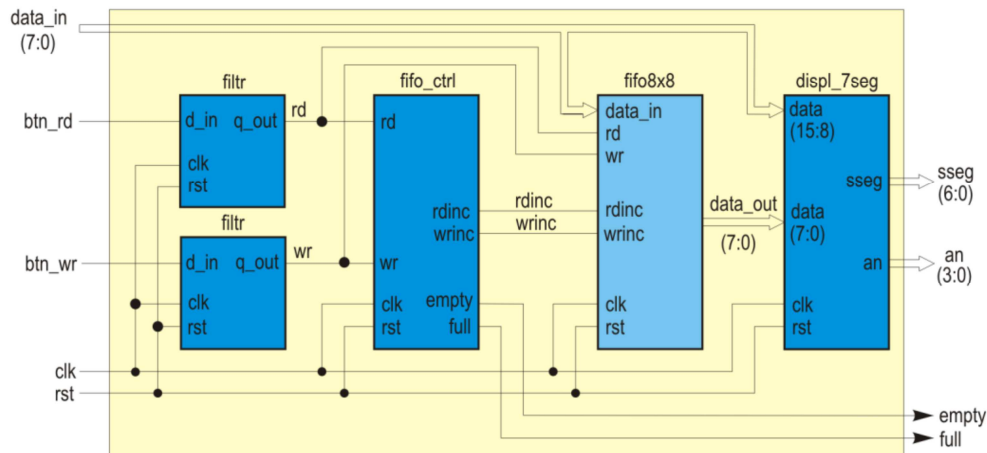 data_in
(7:0)
filtr
fifo_ctrl
fifo8x8
displ_7seg
btn_rd
d_in q_out
rd
rd
data_in
rd
wr
data
(15:8)
clk
rst
sseg
sseg
(6:0)
filtr
rdinc
wrinc
rdinc
wrinc
rdinc
wrinc
data_out
(7:0)
data
(7:0)
btn_wr
d_in q_out
wr
wr
an
an
(3:0)
clk
rst
clk
rst
empty
full
clk
rst
clk
rst
clk
rst
empty
full